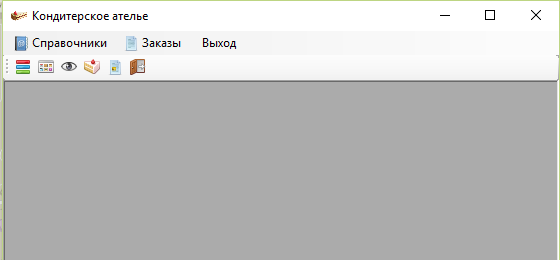 Кондитерское ателье
Справочники Заказы Выход